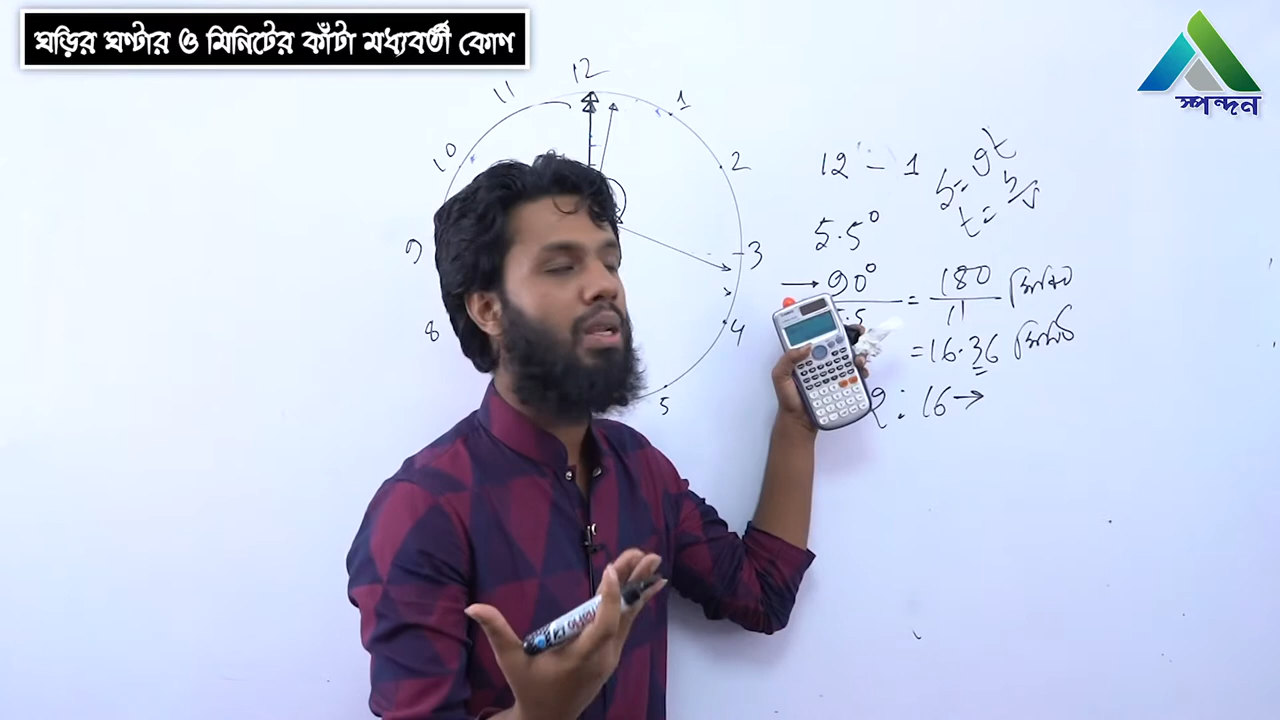 ঘড়ির ঘণ্টার ও মিনিটের কাঁটা মধ্যবর্তী কোণ
স্পন্দন
12
11
1
10
2
9
3
8
4
5
12 - 1
5.5°
→ 90°
= 180
11
মিনিট
= 16.36 মিনিট
: 16 →